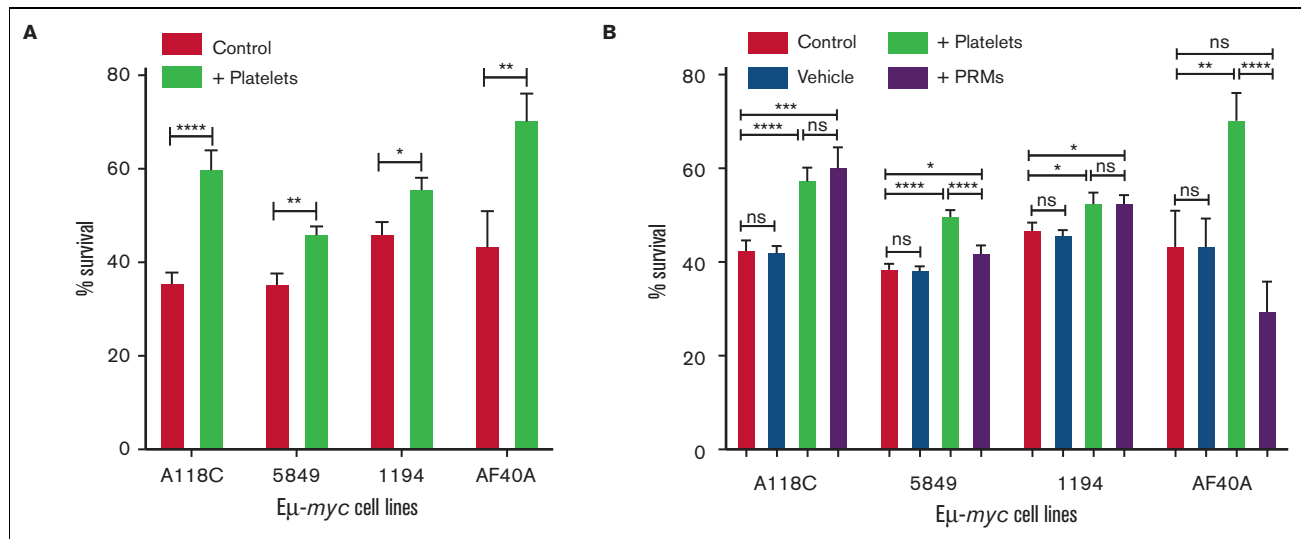 A
Control
+ Platelets
% survival
80
60
40
20
0
****
**
*
**
A118C
5849
1194
AF40A
Eμ-myc cell lines
B
Control
+ Platelets
Vehicle
+ PRMs
% survival
80
60
40
20
0
***
****
ns
ns
*
****
****
ns
*
*
ns
ns
ns
**
****
ns
A118C
5849
1194
AF40A
Eμ-myc cell lines